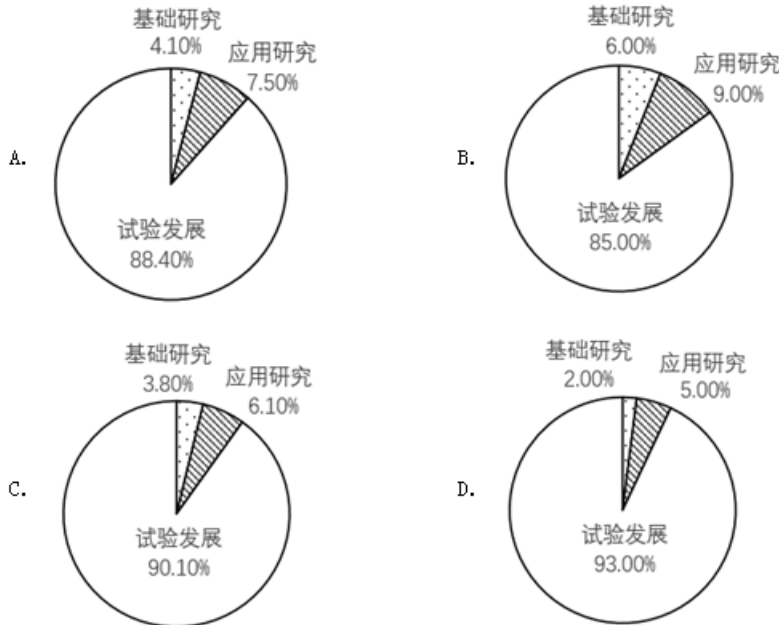 A.
基础研究
4.10%
应用研究
7.50%
试验发展
88.40%
B.
基础研究
6.00%
应用研究
9.00%
试验发展
85.00%
C.
基础研究
3.80%
应用研究
6.10%
试验发展
90.10%
D.
基础研究
2.00%
应用研究
5.00%
试验发展
93.00%